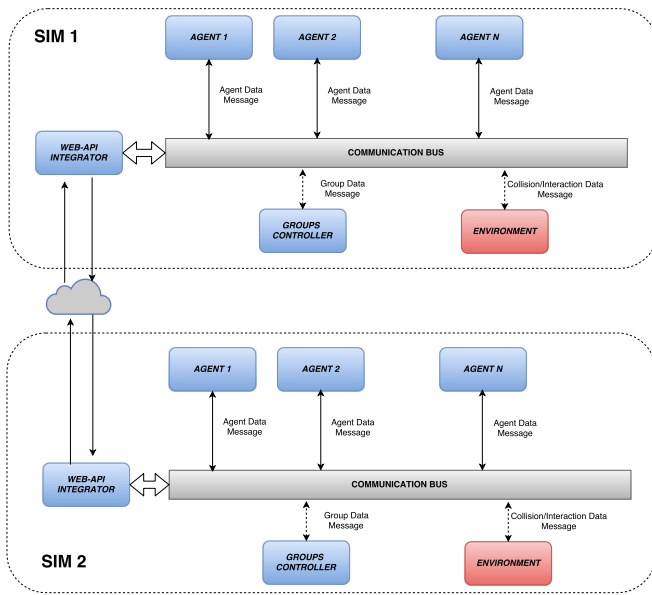 SIM 1
AGENT 1
AGENT 2
AGENT N
Agent Data
Message
Agent Data
Message
Agent Data
Message
WEB-API
INTEGRATOR
COMMUNICATION BUS
Group Data
Message
Collision/Interaction Data
Message
GROUPS
CONTROLLER
ENVIRONMENT
AGENT 1
AGENT 2
AGENT N
Agent Data
Message
Agent Data
Message
Agent Data
Message
WEB-API
INTEGRATOR
COMMUNICATION BUS
Group Data
Message
Collision/Interaction Data
Message
SIM 2
GROUPS
CONTROLLER
ENVIRONMENT